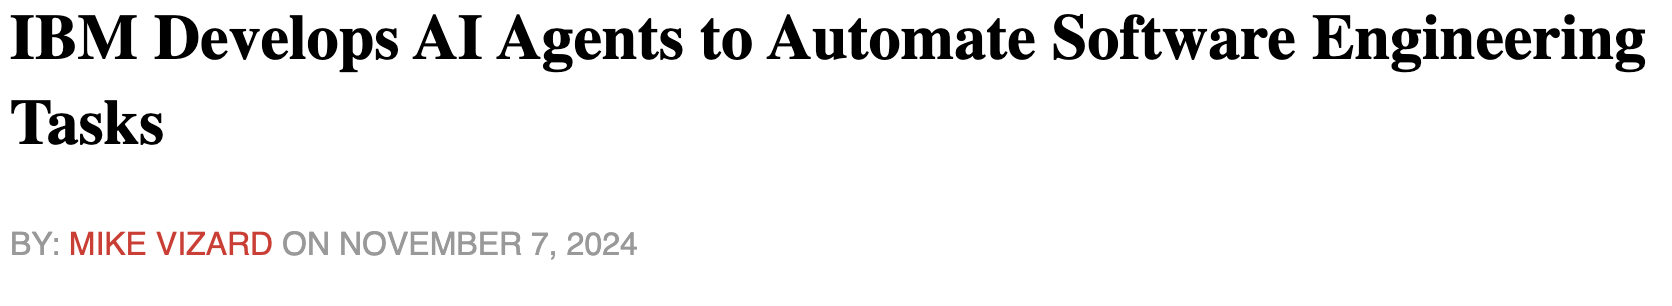 IBM Develops AI Agents to Automate Software Engineering
Tasks
BY: MIKE VIZARD ON NOVEMBER 7, 2024